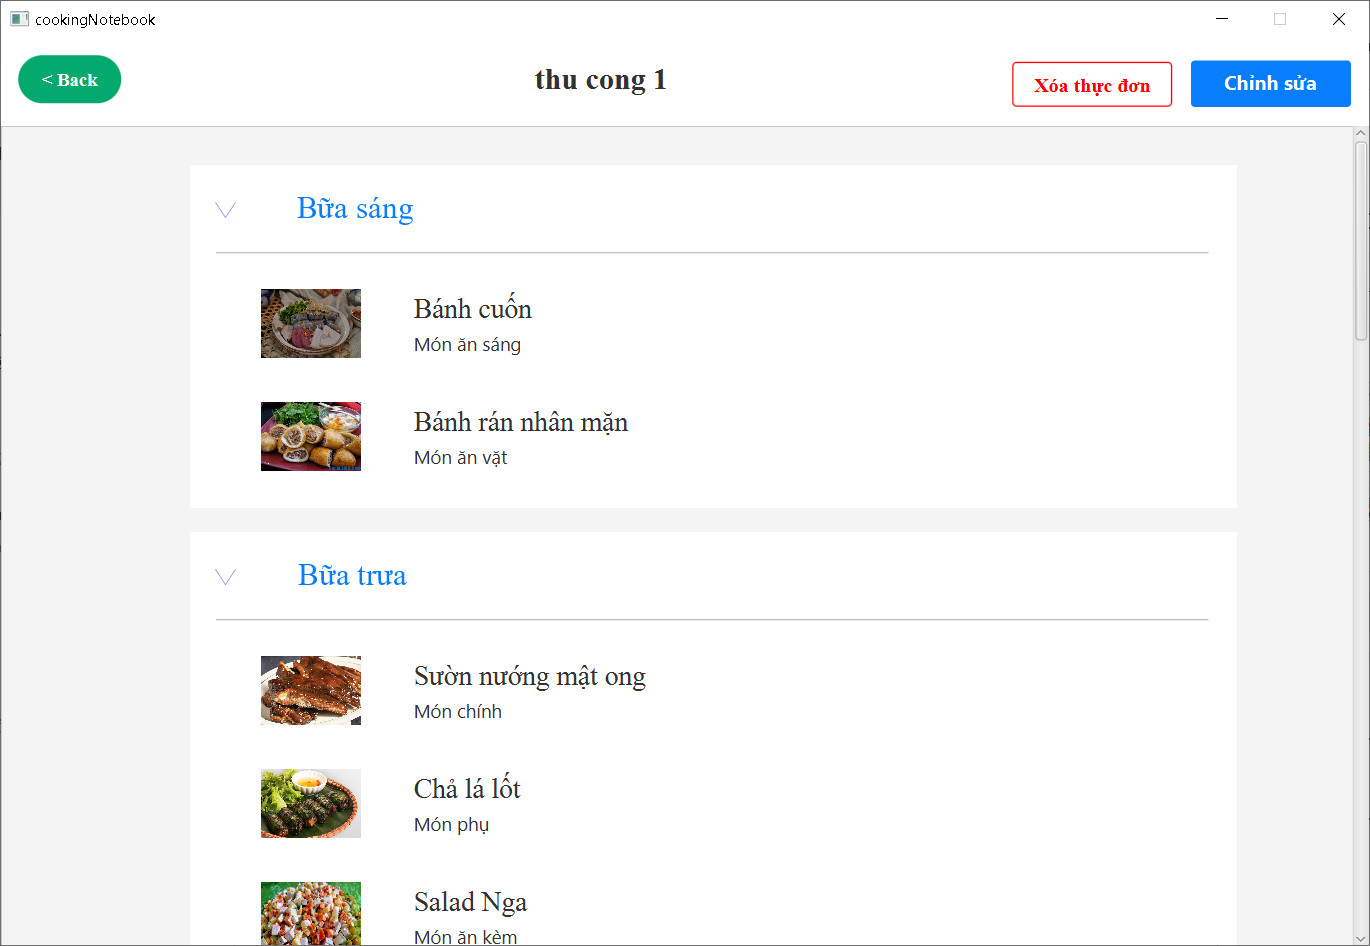 cookingNotebook
< Back
thu cong 1
Xóa thực đơn
Chỉnh sửa
Bữa sáng
Bánh cuốn
Món ăn sáng
Bánh rán nhân mặn
Món ăn vặt
Bữa trưa
Sườn nướng mật ong
Món chính
Chả lá lốt
Món phụ
Salad Nga
Món ăn kèm